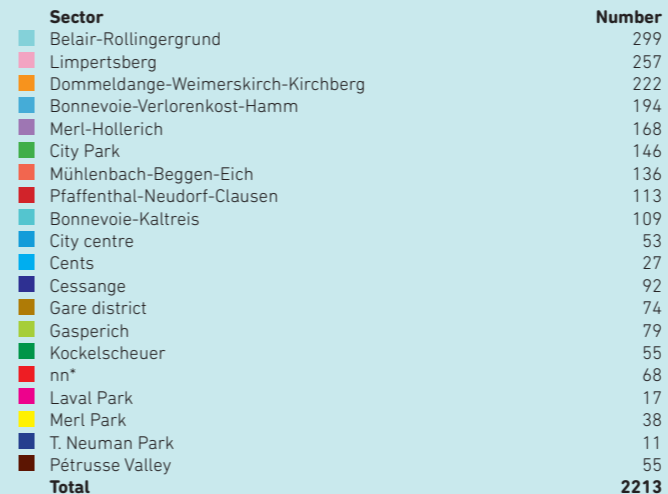 Sector Number
Belair-Rollingergrund 299
Limpertsberg 257
Dommeldange-Weimerskirch-Kirchberg 222
Bonnevoie-Verlorenkost-Hamm 194
Merl-Hollerich 168
City Park 146
Mühlenbach-Beggen-Eich 136
Pfaffenthal-Neudorf-Clausen 113
Bonnevoie-Kaltreis 109
City centre 53
Cents 27
Cessange 92
Gare district 74
Gasperich 79
Kockelscheuer 55
nn* 68
Laval Park 17
Merl Park 38
T. Neuman Park 11
Pétrusse Valley 55
Total 2213